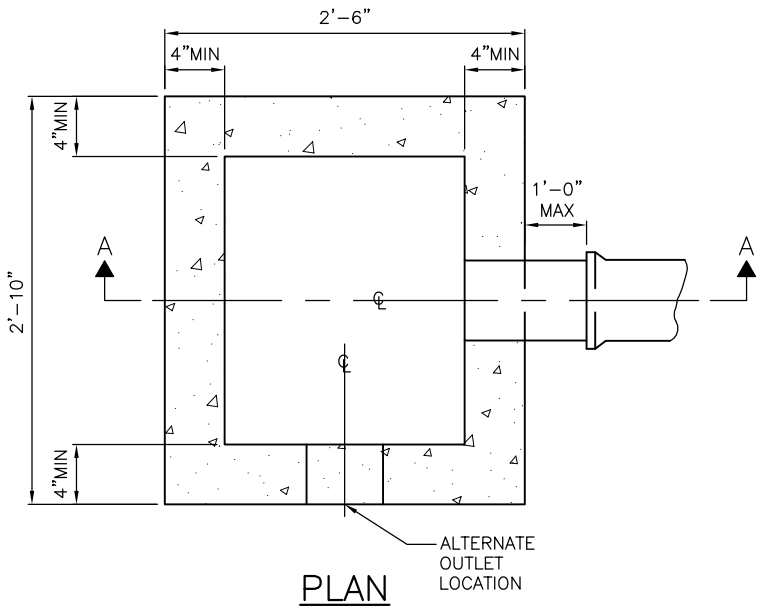 2'-6"
4"MIN
4"MIN
4"MIN
1'-0"
MAX
A
A
2'-10"
℄
℄
4"MIN
ALTERNATE
OUTLET
LOCATION
PLAN